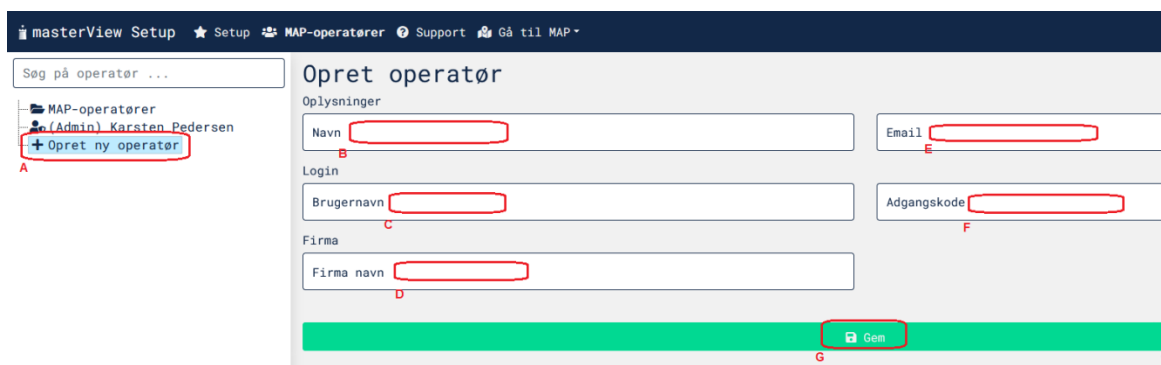 masterView Setup Setup MAP-operatører Support Gå til MAP
Søg på operatør ...
MAP-operatører
(Admin) Karsten Pedersen
Opret ny operatør
A
Opret operatør
Oplysninger
Navn Email
B E
Login
Brugernavn Adgangskode
C F
Firma
Firma navn
D
Gem
G